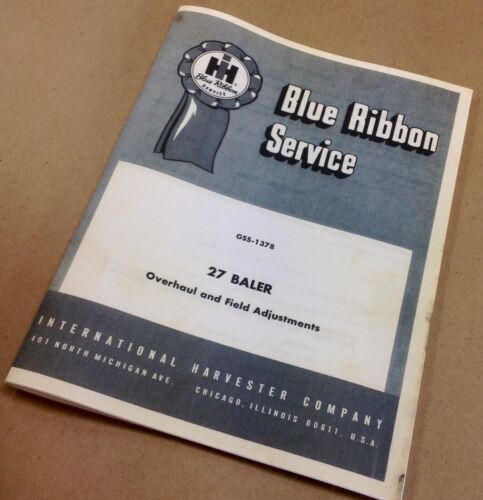 IH
Blue Ribbon
SERVICE
Blue Ribbon
Service
GSS-1378
27 BALER
Overhaul and Field Adjustments
INTERNATIONAL HARVESTER COMPANY
401 NORTH MICHIGAN AVE. CHICAGO, ILLINOIS 60611, U.S.A.